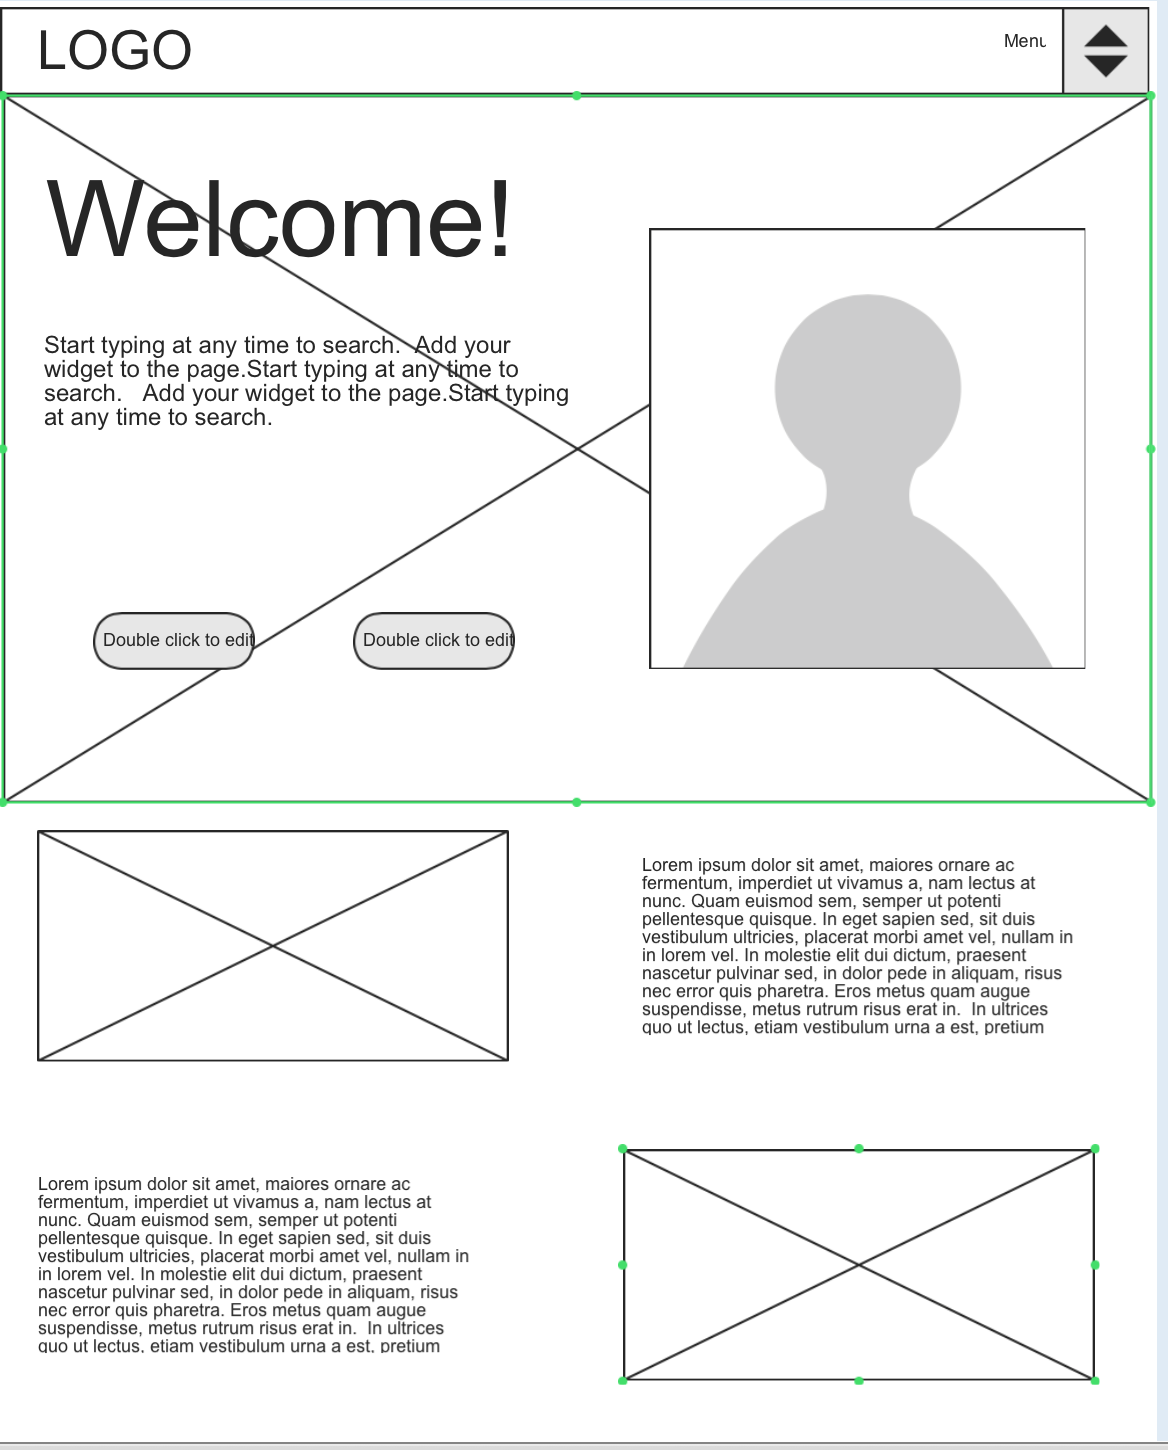 LOGO
Menu
Welcome!
Start typing at any time to search.  Add your
widget to the page.Start typing at any time to
search.   Add your widget to the page.Start typing
at any time to search.
Double click to edit
Double click to edit
Lorem ipsum dolor sit amet, maiores ornare ac
fermentum, imperdiet ut vivamus a, nam lectus at
nunc. Quam euismod sem, semper ut potenti
pellentesque quisque. In eget sapien sed, sit duis
vestibulum ultricies, placerat morbi amet vel, nullam in
in lorem vel. In molestie elit dui dictum, praesent
nascetur pulvinar sed, in dolor pede in aliquam, risus
nec error quis pharetra. Eros metus quam augue
suspendisse, metus rutrum risus erat in.  In ultrices
quo ut lectus, etiam vestibulum urna a est, pretium
Lorem ipsum dolor sit amet, maiores ornare ac
fermentum, imperdiet ut vivamus a, nam lectus at
nunc. Quam euismod sem, semper ut potenti
pellentesque quisque. In eget sapien sed, sit duis
vestibulum ultricies, placerat morbi amet vel, nullam in
in lorem vel. In molestie elit dui dictum, praesent
nascetur pulvinar sed, in dolor pede in aliquam, risus
nec error quis pharetra. Eros metus quam augue
suspendisse, metus rutrum risus erat in.  In ultrices
quo ut lectus, etiam vestibulum urna a est, pretium